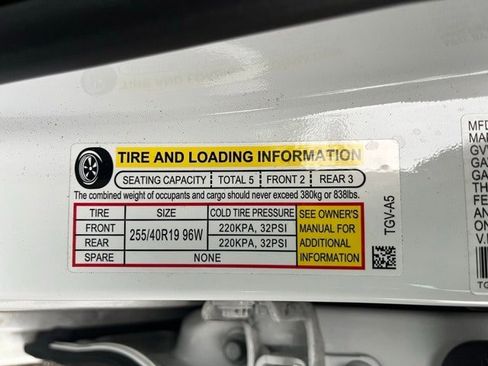 TIRE AND LOADING INFORMATION
SEATING CAPACITY | TOTAL 5 | FRONT 2 | REAR 3
The combined weight of occupants and cargo should never exceed 380kg or 838lbs.
TIRE SIZE COLD TIRE PRESSURE SEE OWNER'S MANUAL FOR ADDITIONAL INFORMATION
FRONT 255/40R19 96W 220KPA, 32PSI
REAR 220KPA, 32PSI
SPARE NONE
TGV-A5
MFD